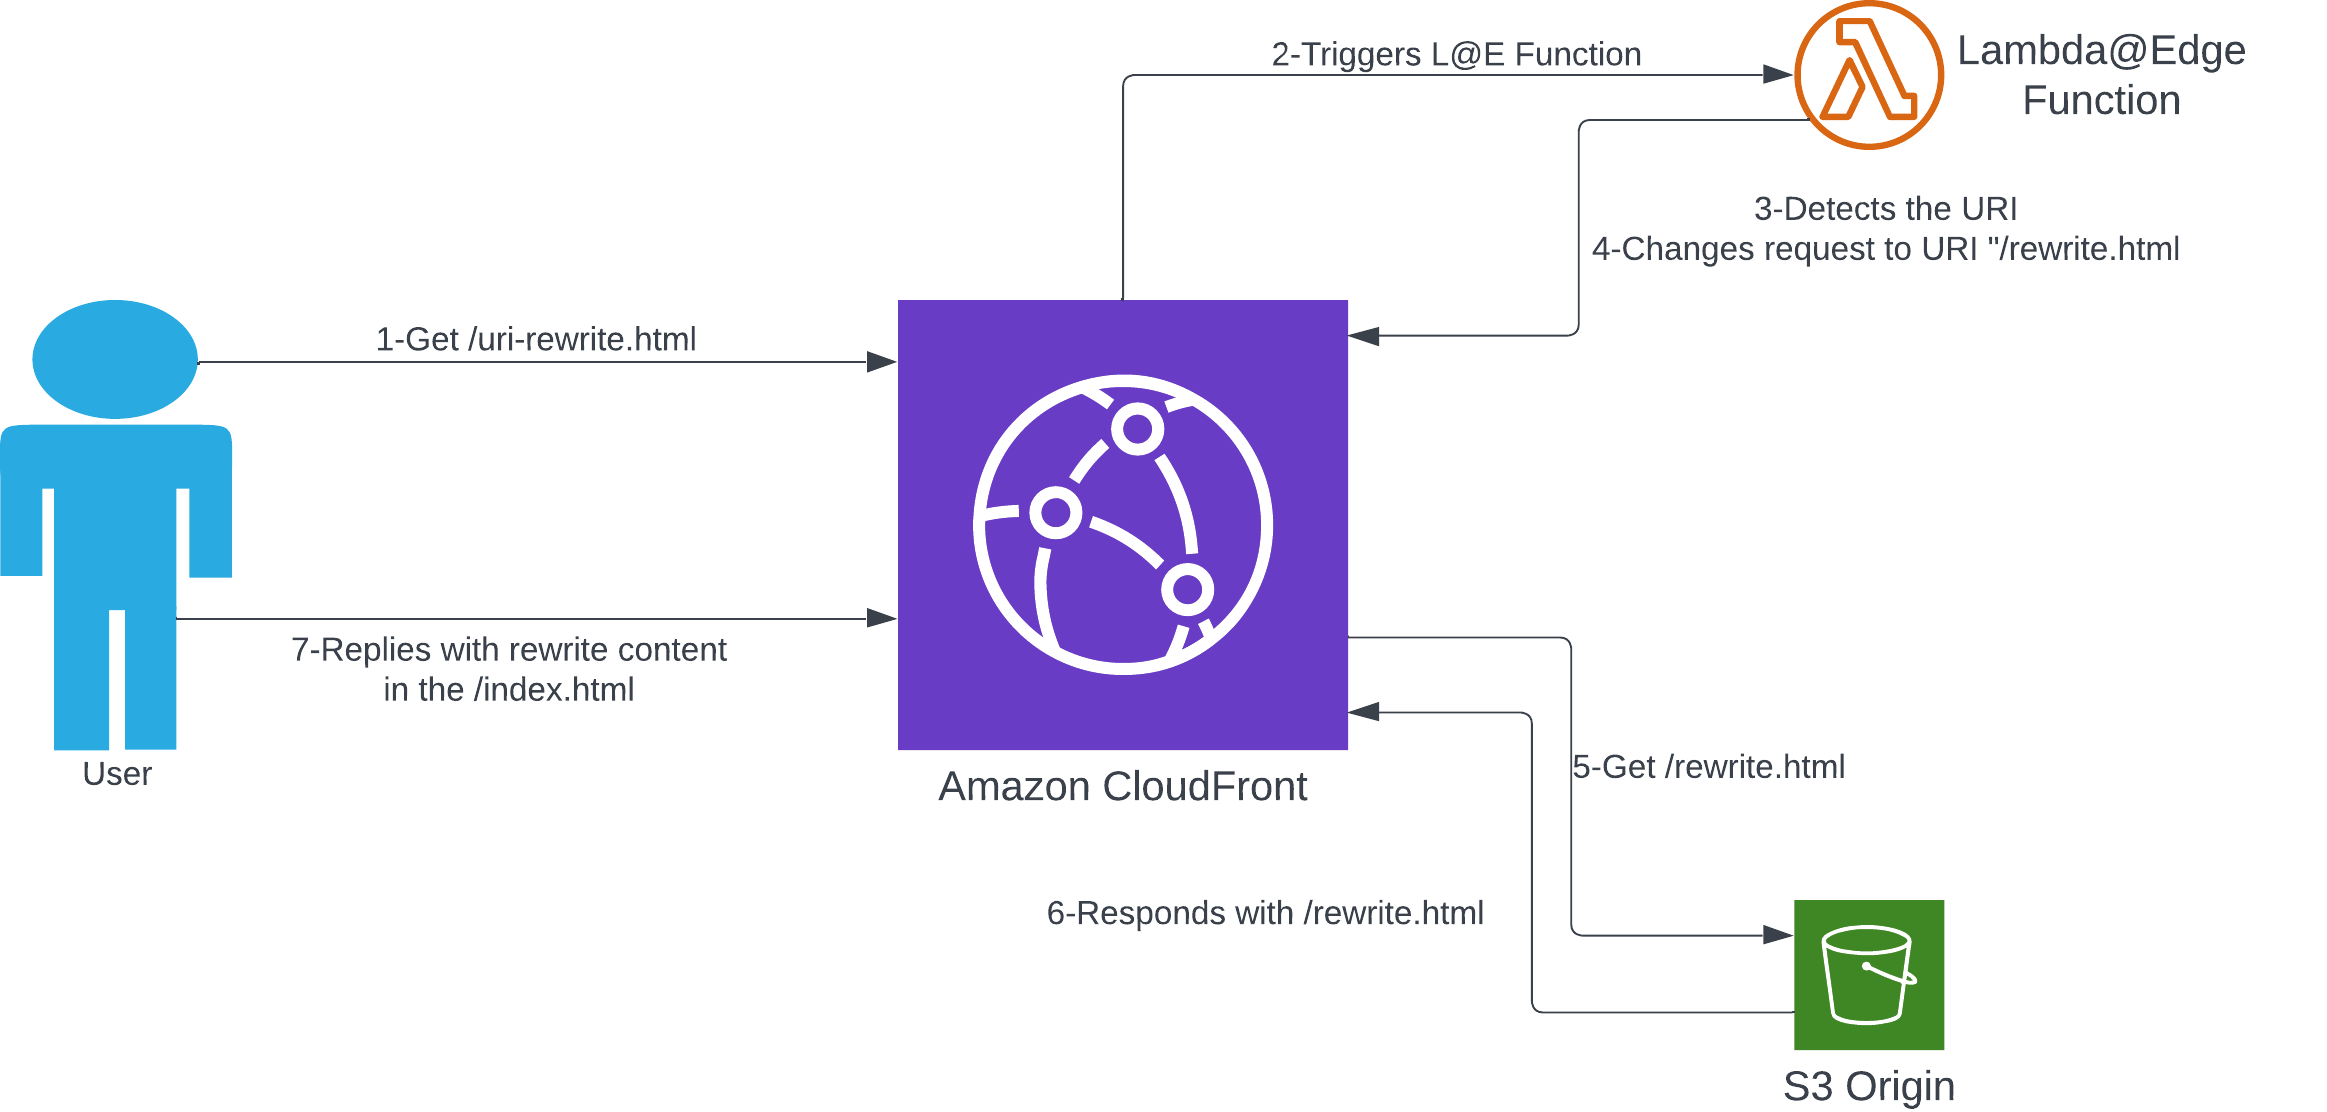 2-Triggers L@E Function
Lambda@Edge
Function
3-Detects the URI
4-Changes request to URI "/rewrite.html
1-Get /uri-rewrite.html
7-Replies with rewrite content
in the /index.html
User
Amazon CloudFront
5-Get /rewrite.html
6-Responds with /rewrite.html
S3 Origin